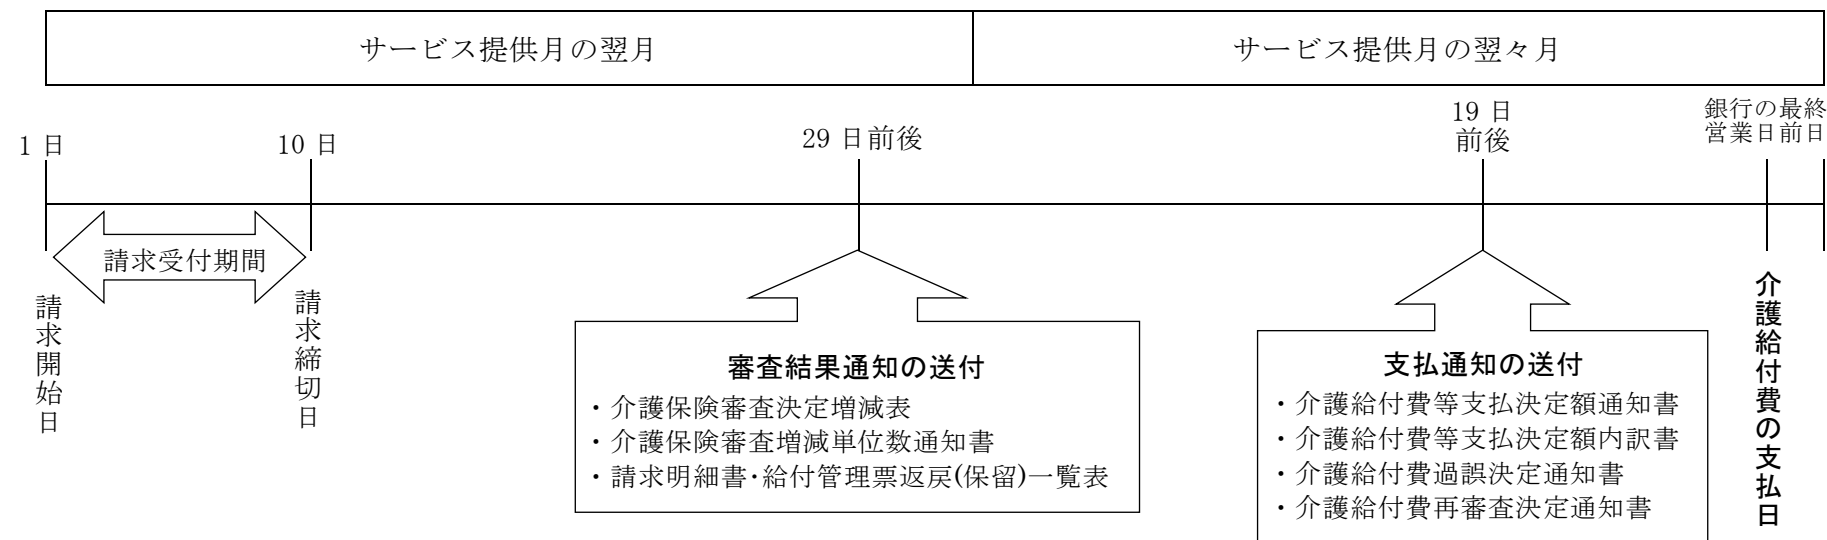 サービス提供月の翌月
サービス提供月の翌々月
1 日
10 日
29 日前後
19 日
前後
銀行の最終
営業日前日
請求受付期間
請求開始日
請求締切日
審査結果通知の送付
・介護保険審査決定増減表
・介護保険審査増減単位数通知書
・請求明細書･給付管理票返戻(保留)一覧表
支払通知の送付
・介護給付費等支払決定額通知書
・介護給付費等支払決定額内訳書
・介護給付費過誤決定通知書
・介護給付費再審査決定通知書
介護給付費の支払日